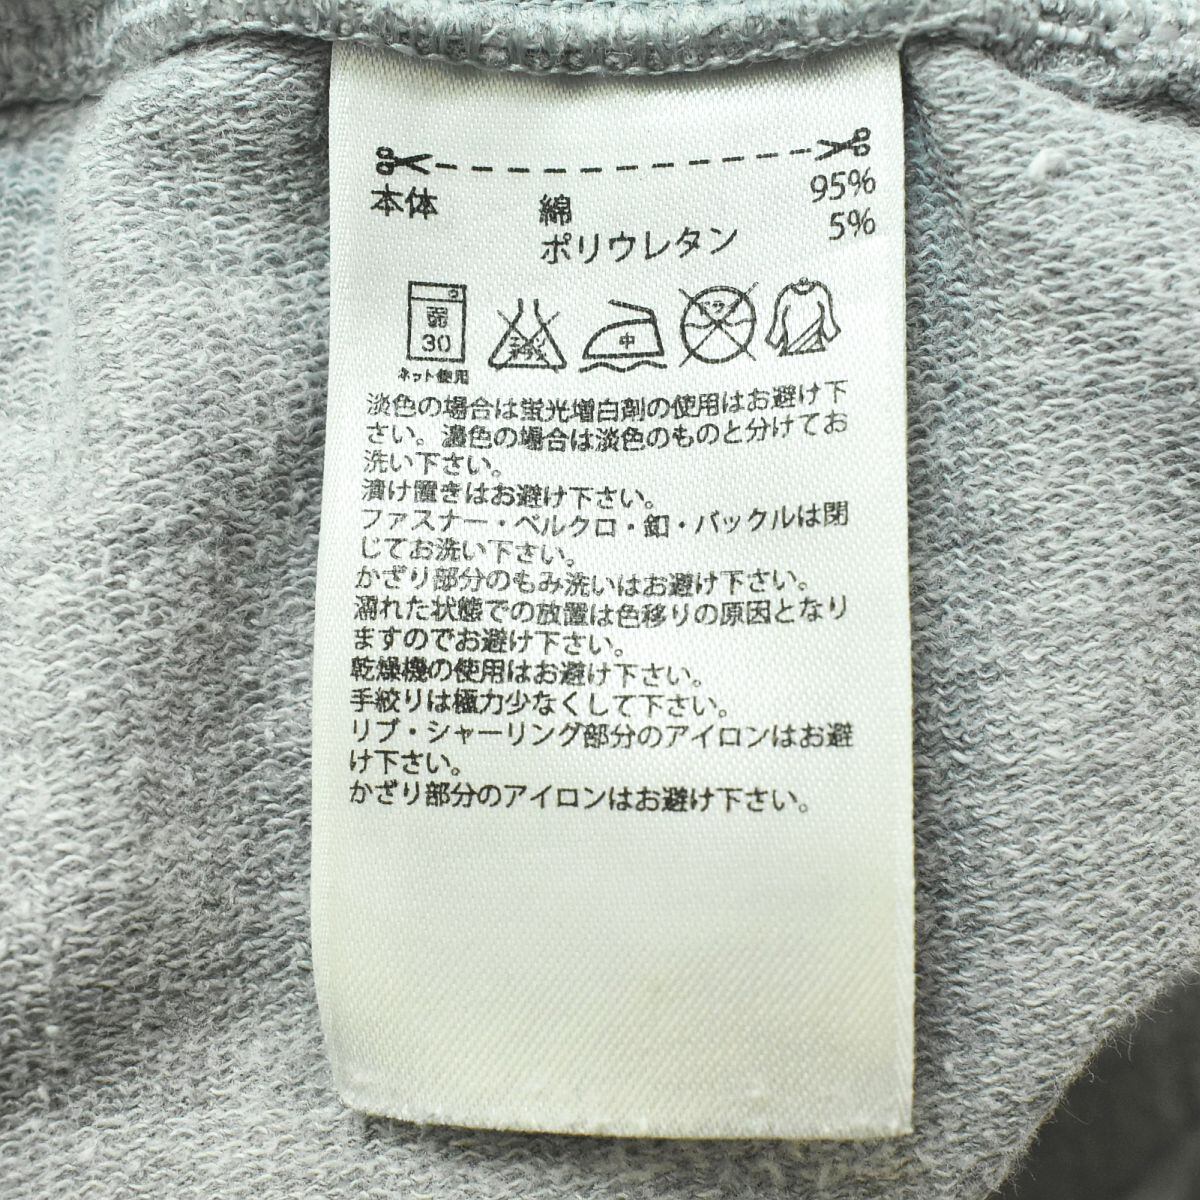 本体 綿 95%
ポリウレタン 5%
弱
30
中
ネット使用
淡色の場合は蛍光増白剤の使用はお避け下
さい。濃色の場合は淡色のものと分けてお
洗い下さい。
漬け置きはお避け下さい。
ファスナー・ベルクロ・釦・バックルは閉
じてお洗い下さい。
かざり部分のもみ洗いはお避け下さい。
濡れた状態での放置は色移りの原因となり
ますのでお避け下さい。
乾燥機の使用はお避け下さい。
手絞りは極力少なくして下さい。
リブ・シャーリング部分のアイロンはお避
け下さい。
かざり部分のアイロンはお避け下さい。